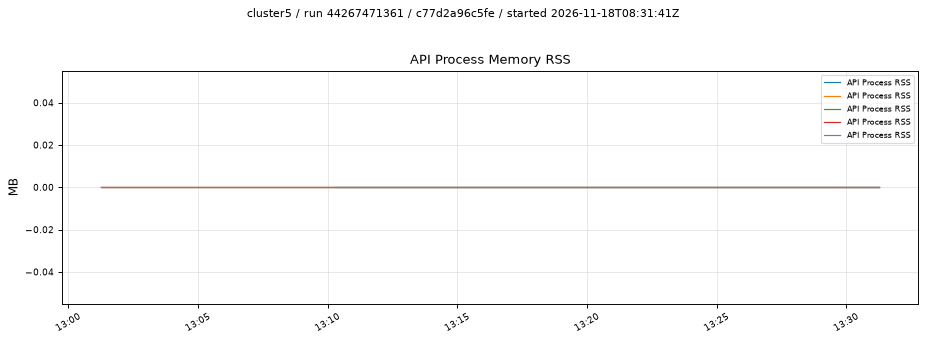 cluster5 / run 44267471361 / c77d2a96c5fe / started 2026-11-18T08:31:41Z
API Process Memory RSS
API Process RSS
API Process RSS
API Process RSS
API Process RSS
API Process RSS
MB
0.04
0.02
0.00
−0.02
−0.04
13:00
13:05
13:10
13:15
13:20
13:25
13:30